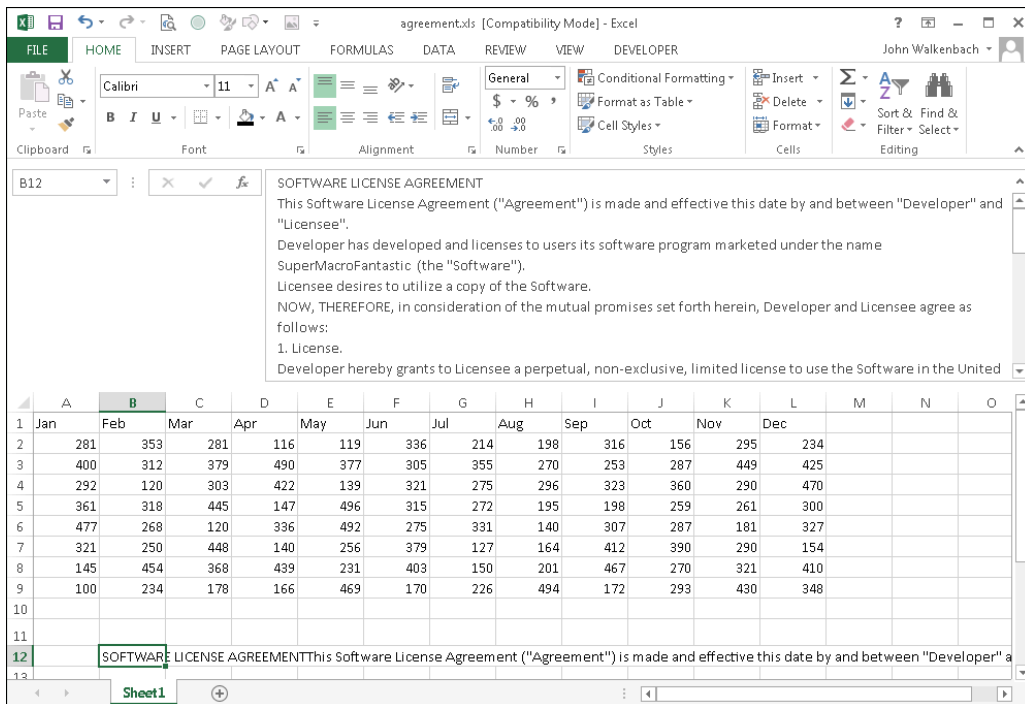 agreement.xls [Compatibility Mode] - Excel
FILE HOME INSERT PAGE LAYOUT FORMULAS DATA REVIEW VIEW DEVELOPER John Walkenbach
Calibri 11 General Conditional Formatting Insert
Paste $ % , Format as Table Delete Sort & Find &
B I U A .00 .00 Cell Styles Format Filter Select
Clipboard Font Alignment Number Styles Cells Editing
B12 fx SOFTWARE LICENSE AGREEMENT
This Software License Agreement ("Agreement") is made and effective this date by and between "Developer" and
"Licensee".
Developer has developed and licenses to users its software program marketed under the name
SuperMacroFantastic (the "Software").
Licensee desires to utilize a copy of the Software.
NOW, THEREFORE, in consideration of the mutual promises set forth herein, Developer and Licensee agree as
follows:
1. License.
Developer hereby grants to Licensee a perpetual, non-exclusive, limited license to use the Software in the United
A B C D E F G H I J K L M N O
1 Jan Feb Mar Apr May Jun Jul Aug Sep Oct Nov Dec
2 281 353 281 116 119 336 214 198 316 156 295 234
3 400 312 379 490 377 305 355 270 253 287 449 425
4 292 120 303 422 139 321 275 296 323 360 290 470
5 361 318 445 147 496 315 272 195 198 259 261 300
6 477 268 120 336 492 275 331 140 307 287 181 327
7 321 250 448 140 256 379 127 164 412 390 290 154
8 145 454 368 439 231 403 150 201 467 270 321 410
9 100 234 178 166 469 170 226 494 172 293 430 348
10
11
12 SOFTWARE LICENSE AGREEMENTThis Software License Agreement ("Agreement") is made and effective this date by and between "Developer" a
13
Sheet1